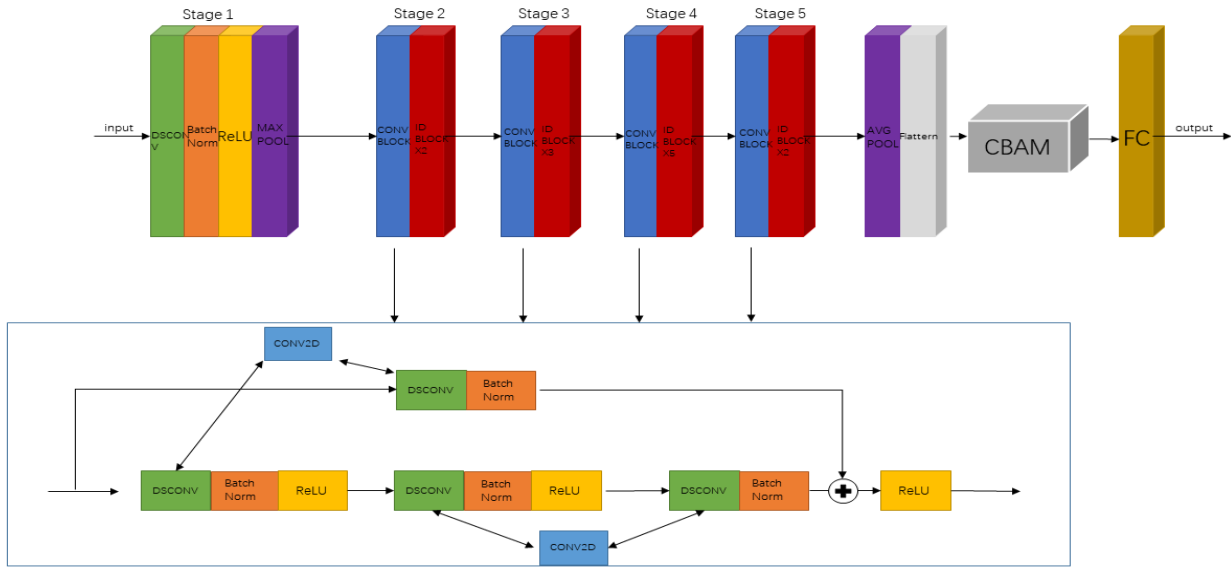 Stage 1
Stage 2
Stage 3
Stage 4
Stage 5
input
DSCON
V
Batch
Norm
ReLU
MAX
POOL
CONV
BLOCK
ID
BLOCK
X2
CONV
BLOCK
ID
BLOCK
X3
CONV
BLOCK
ID
BLOCK
X5
CONV
BLOCK
ID
BLOCK
X2
AVG
POOL
Flattern
CBAM
FC
output
CONV2D
DSCONV
Batch
Norm
DSCONV
Batch
Norm
ReLU
DSCONV
Batch
Norm
ReLU
DSCONV
Batch
Norm
ReLU
CONV2D